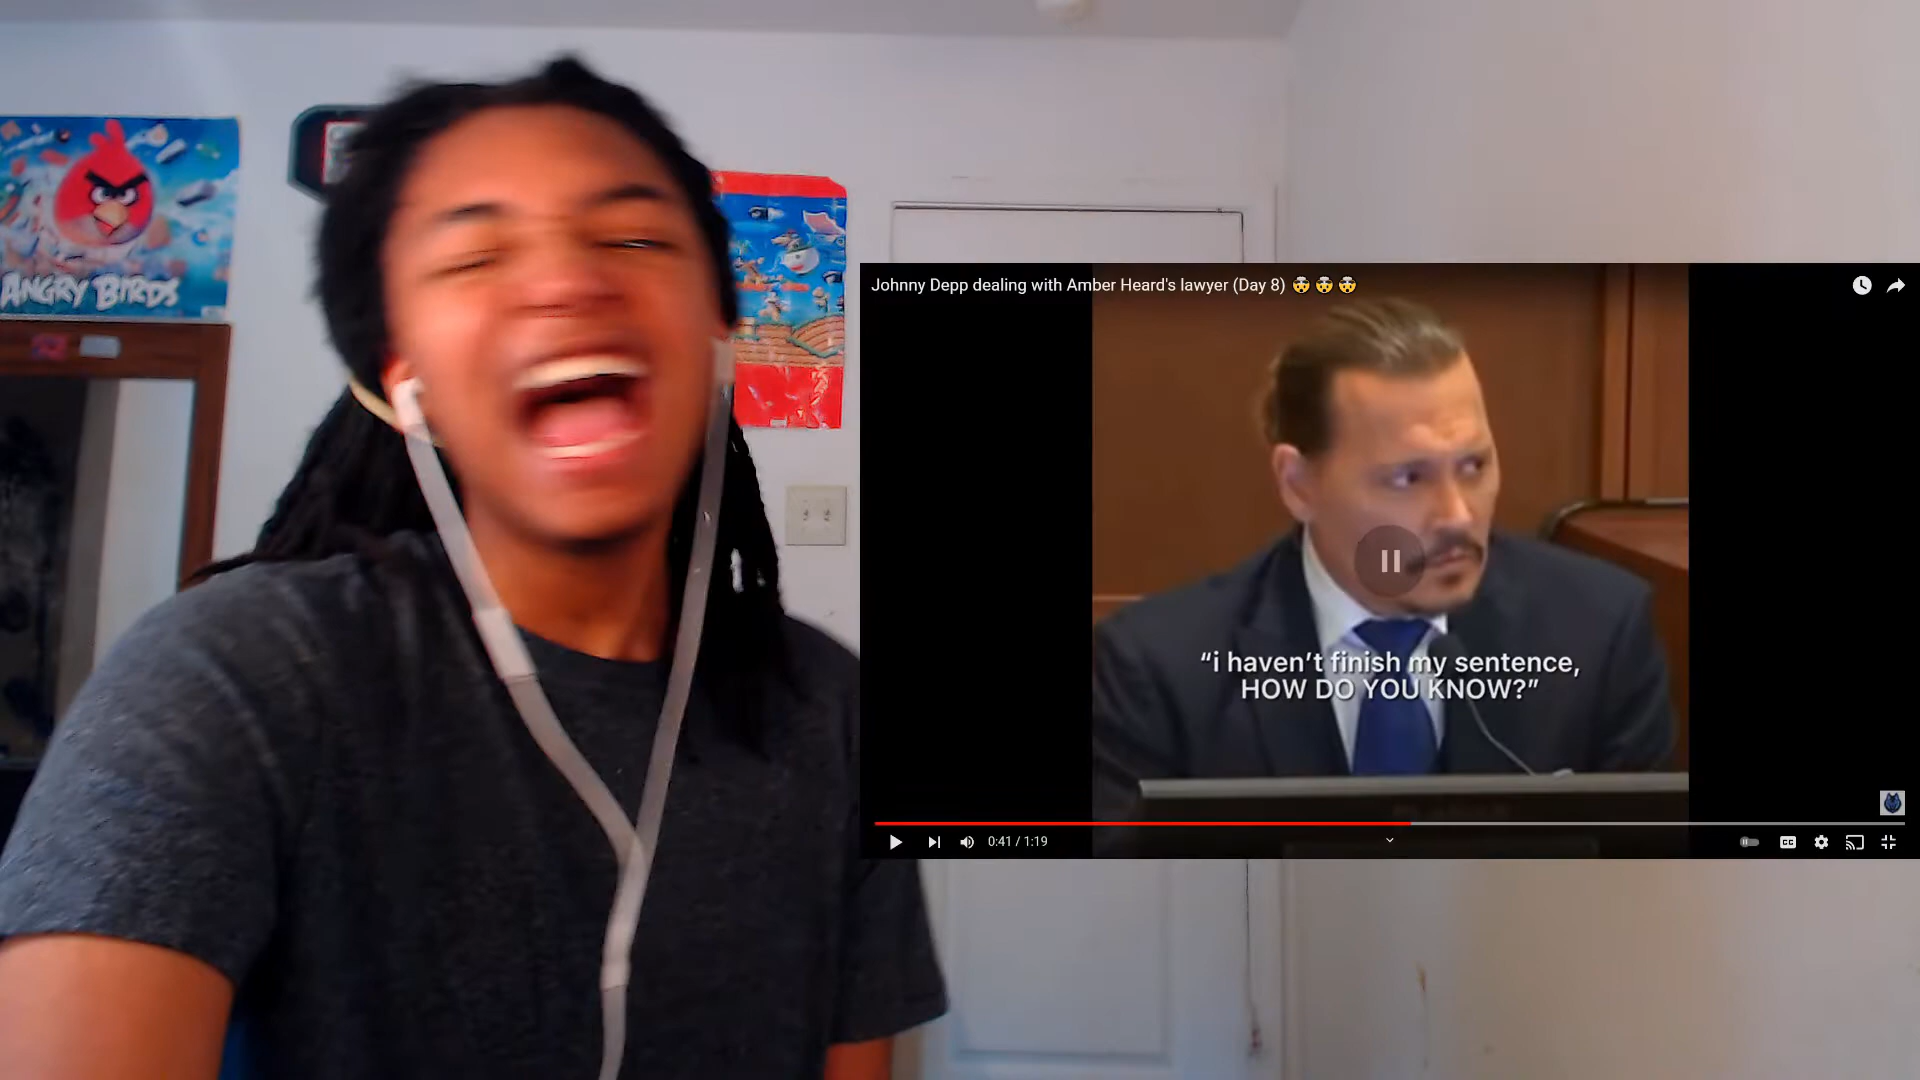 ANGRY BIRDS
Johnny Depp dealing with Amber Heard's lawyer (Day 8) 🤯 🤯 🤯
“i haven’t finish my sentence,
HOW DO YOU KNOW?”
0:41 / 1:19
CC